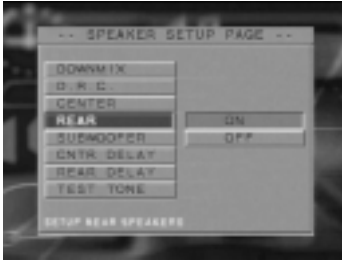 -- SPEAKER SETUP PAGE --
DOWNMIX
D.R.C.
CENTER
REAR
ON
SUBWOOFER
OFF
CNTR DELAY
REAR DELAY
TEST TONE
SETUP REAR SPEAKERS